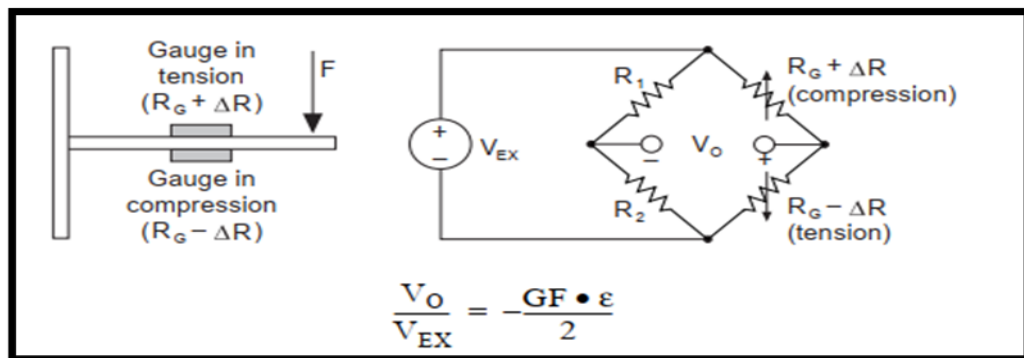 Gauge in
tension
(R_G + ΔR)
F
Gauge in
compression
(R_G − ΔR)
+
−
V_EX
R_1
R_2
−
V_O
+
R_G + ΔR
(compression)
R_G − ΔR
(tension)
V_O / V_EX = − GF • ε / 2